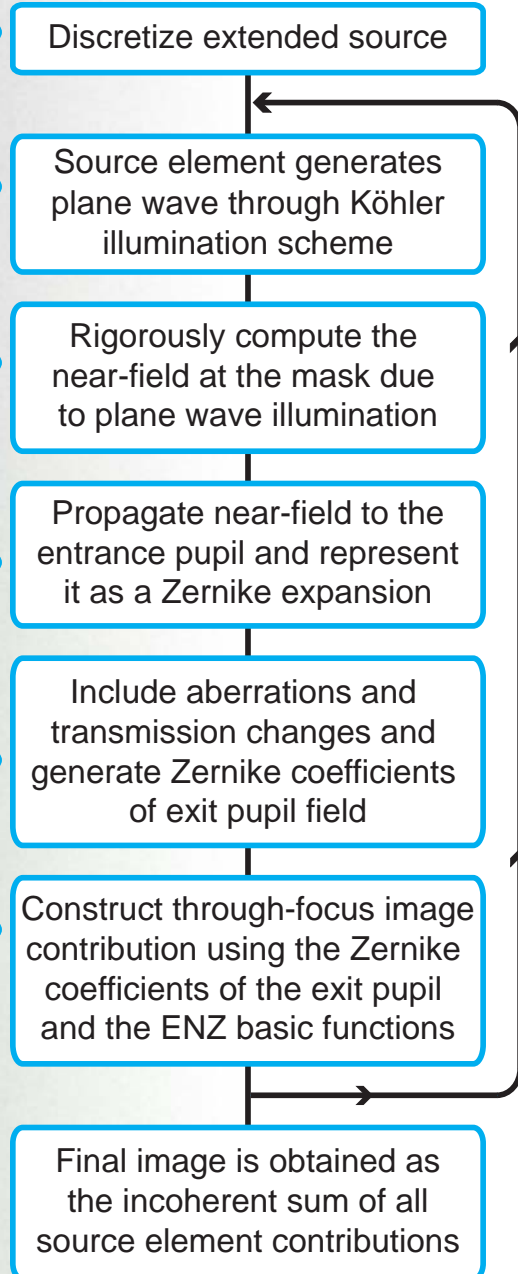 Discretize extended source
Source element generates
plane wave through Köhler
illumination scheme
Rigorously compute the
near-field at the mask due
to plane wave illumination
Propagate near-field to the
entrance pupil and represent
it as a Zernike expansion
Include aberrations and
transmission changes and
generate Zernike coefficients
of exit pupil field
Construct through-focus image
contribution using the Zernike
coefficients of the exit pupil
and the ENZ basic functions
Final image is obtained as
the incoherent sum of all
source element contributions